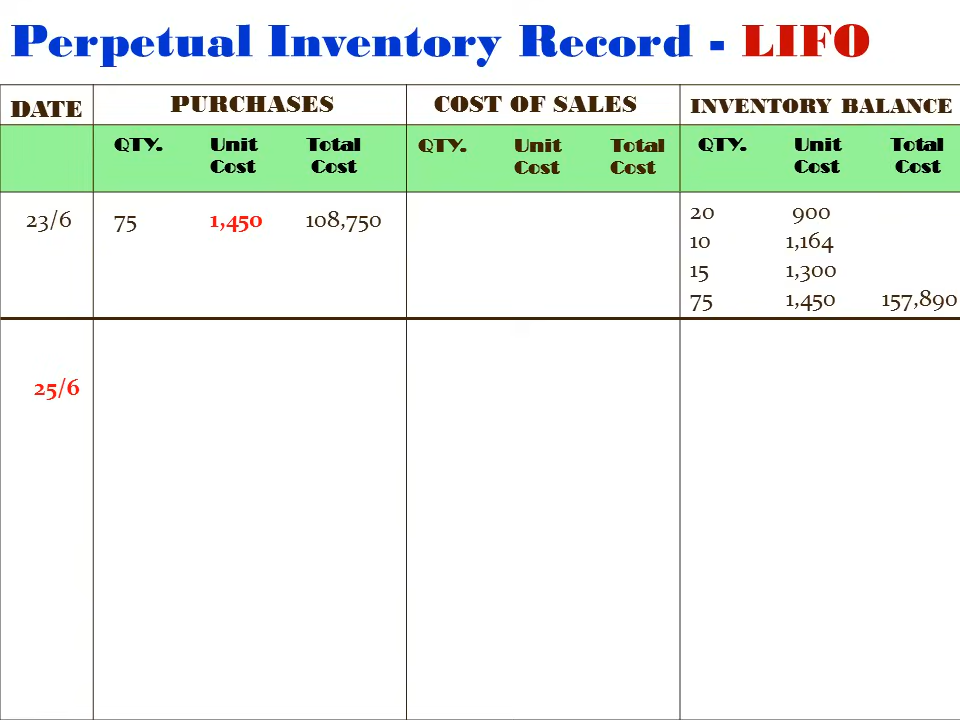 Perpetual Inventory Record - LIFO
DATE PURCHASES COST OF SALES INVENTORY BALANCE
QTY. Unit Cost Total Cost QTY. Unit Cost Total Cost QTY. Unit Cost Total Cost
23/6 75 1,450 108,750 20 900
10 1,164
15 1,300
75 1,450 157,890
25/6